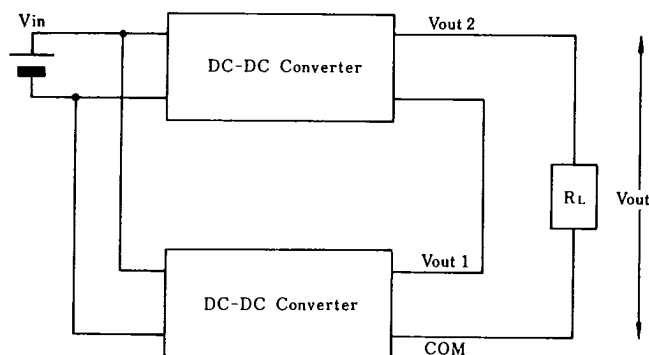 Vin
Vout 2
DC-DC Converter
RL
Vout
Vout 1
DC-DC Converter
COM